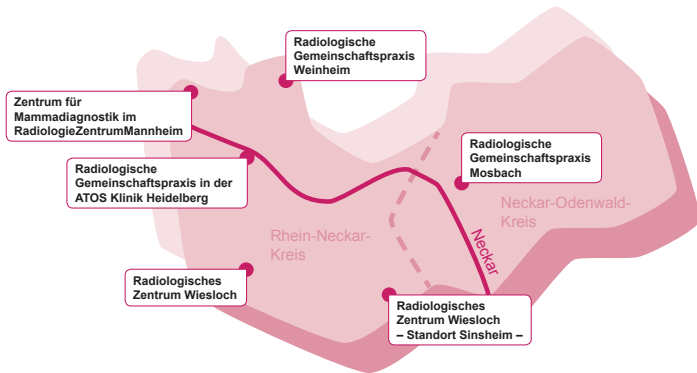 Radiologische
Gemeinschaftspraxis
Weinheim
Zentrum für
Mammadiagnostik im
RadiologieZentrumMannheim
Radiologische
Gemeinschaftspraxis in der
ATOS Klinik Heidelberg
Radiologische
Gemeinschaftspraxis
Mosbach
Neckar-Odenwald-
Kreis
Rhein-Neckar-
Kreis
Neckar
Radiologisches
Zentrum Wiesloch
Radiologisches
Zentrum Wiesloch
– Standort Sinsheim –